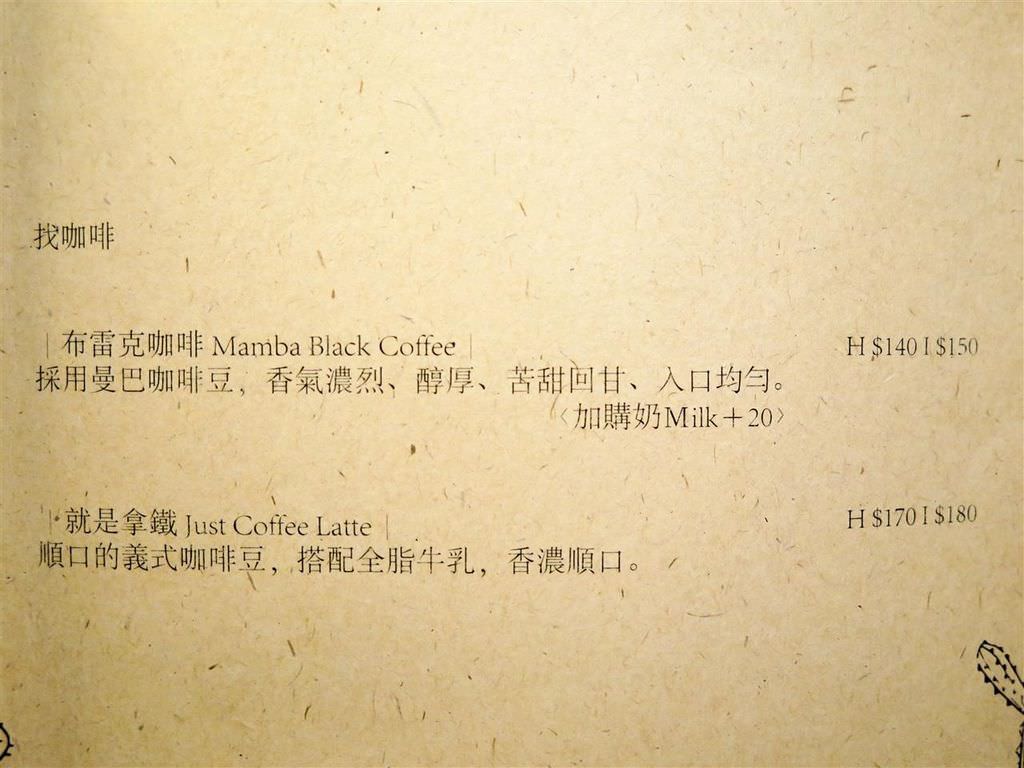 找咖啡
｜布雷克咖啡 Mamba Black Coffee｜ H $140 I $150
採用曼巴咖啡豆，香氣濃烈、醇厚、苦甜回甘、入口均勻。
〈加購奶Milk＋20〉
｜就是拿鐵 Just Coffee Latte｜ H $170 I $180
順口的義式咖啡豆，搭配全脂牛乳，香濃順口。